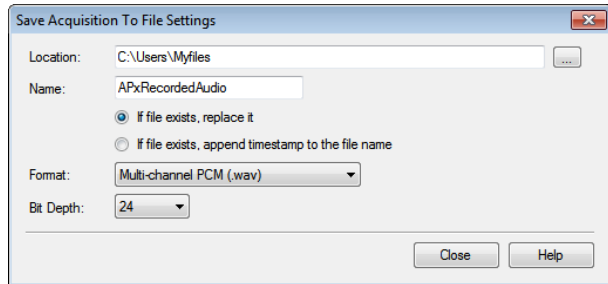 Save Acquisition To File Settings
Location: C:\Users\Myfiles ...
Name: APxRecordedAudio
If file exists, replace it
If file exists, append timestamp to the file name
Format: Multi-channel PCM (.wav)
Bit Depth: 24
Close Help